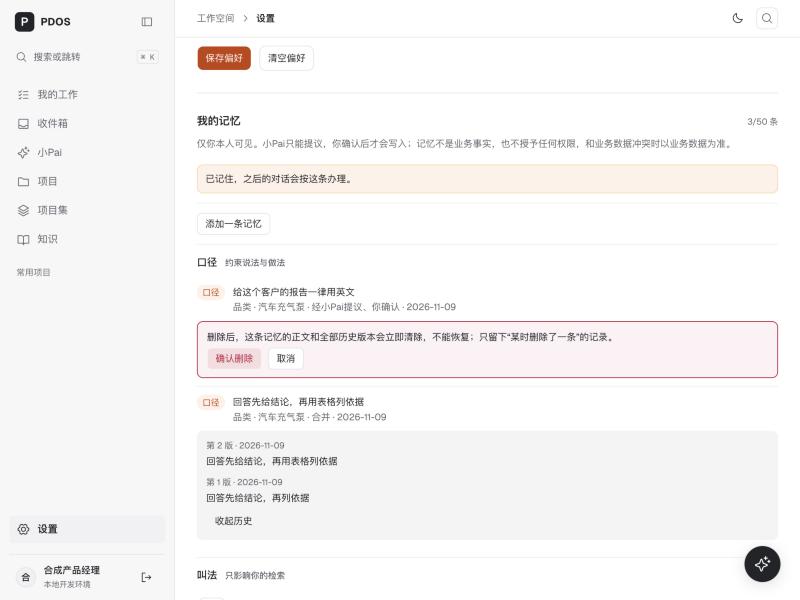 P PDOS
搜索或跳转 ⌘ K
我的工作
收件箱
小Pai
项目
项目集
知识
常用项目
设置
合
合成产品经理
本地开发环境
工作空间 > 设置
保存偏好 清空偏好
我的记忆 3/50 条
仅你本人可见。小Pai只能提议，你确认后才会写入；记忆不是业务事实，也不授予任何权限，和业务数据冲突时以业务数据为准。
已记住，之后的对话会按这条办理。
添加一条记忆
口径 约束说法与做法
口径 给这个客户的报告一律用英文
品类 · 汽车充气泵 · 经小Pai提议、你确认 · 2026-11-09
删除后，这条记忆的正文和全部历史版本会立即清除，不能恢复；只留下“某时删除了一条”的记录。
确认删除 取消
口径 回答先给结论，再用表格列依据
品类 · 汽车充气泵 · 合并 · 2026-11-09
第 2 版 · 2026-11-09
回答先给结论，再用表格列依据
第 1 版 · 2026-11-09
回答先给结论，再列依据
收起历史
叫法 只影响你的检索